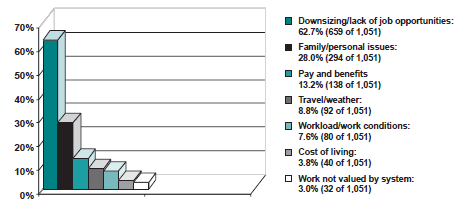 70%
60%
50%
40%
30%
20%
10%
0%
Downsizing/lack of job opportunities:
62.7% (659 of 1,051)
Family/personal issues:
28.0% (294 of 1,051)
Pay and benefits
13.2% (138 of 1,051)
Travel/weather:
8.8% (92 of 1,051)
Workload/work conditions:
7.6% (80 of 1,051)
Cost of living:
3.8% (40 of 1,051)
Work not valued by system:
3.0% (32 of 1,051)